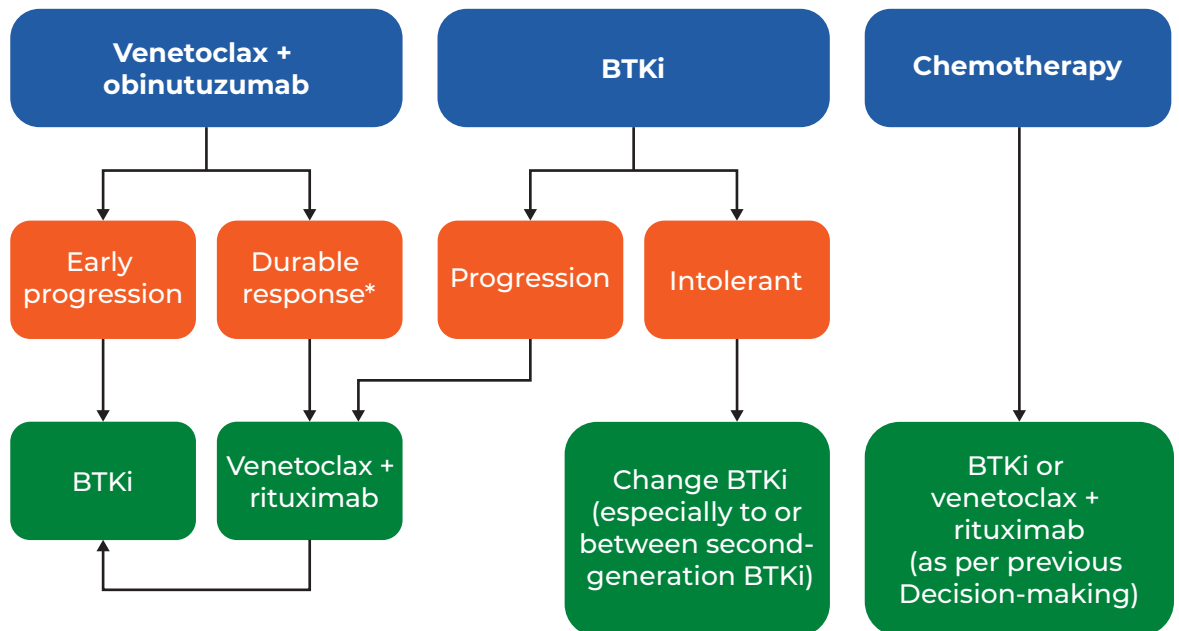 Venetoclax +
obinutuzumab
BTKi
Chemotherapy
Early
progression
Durable
response*
Progression
Intolerant
BTKi
Venetoclax +
rituximab
Change BTKi
(especially to or
between second-
generation BTKi)
BTKi or
venetoclax +
rituximab
(as per previous
Decision-making)